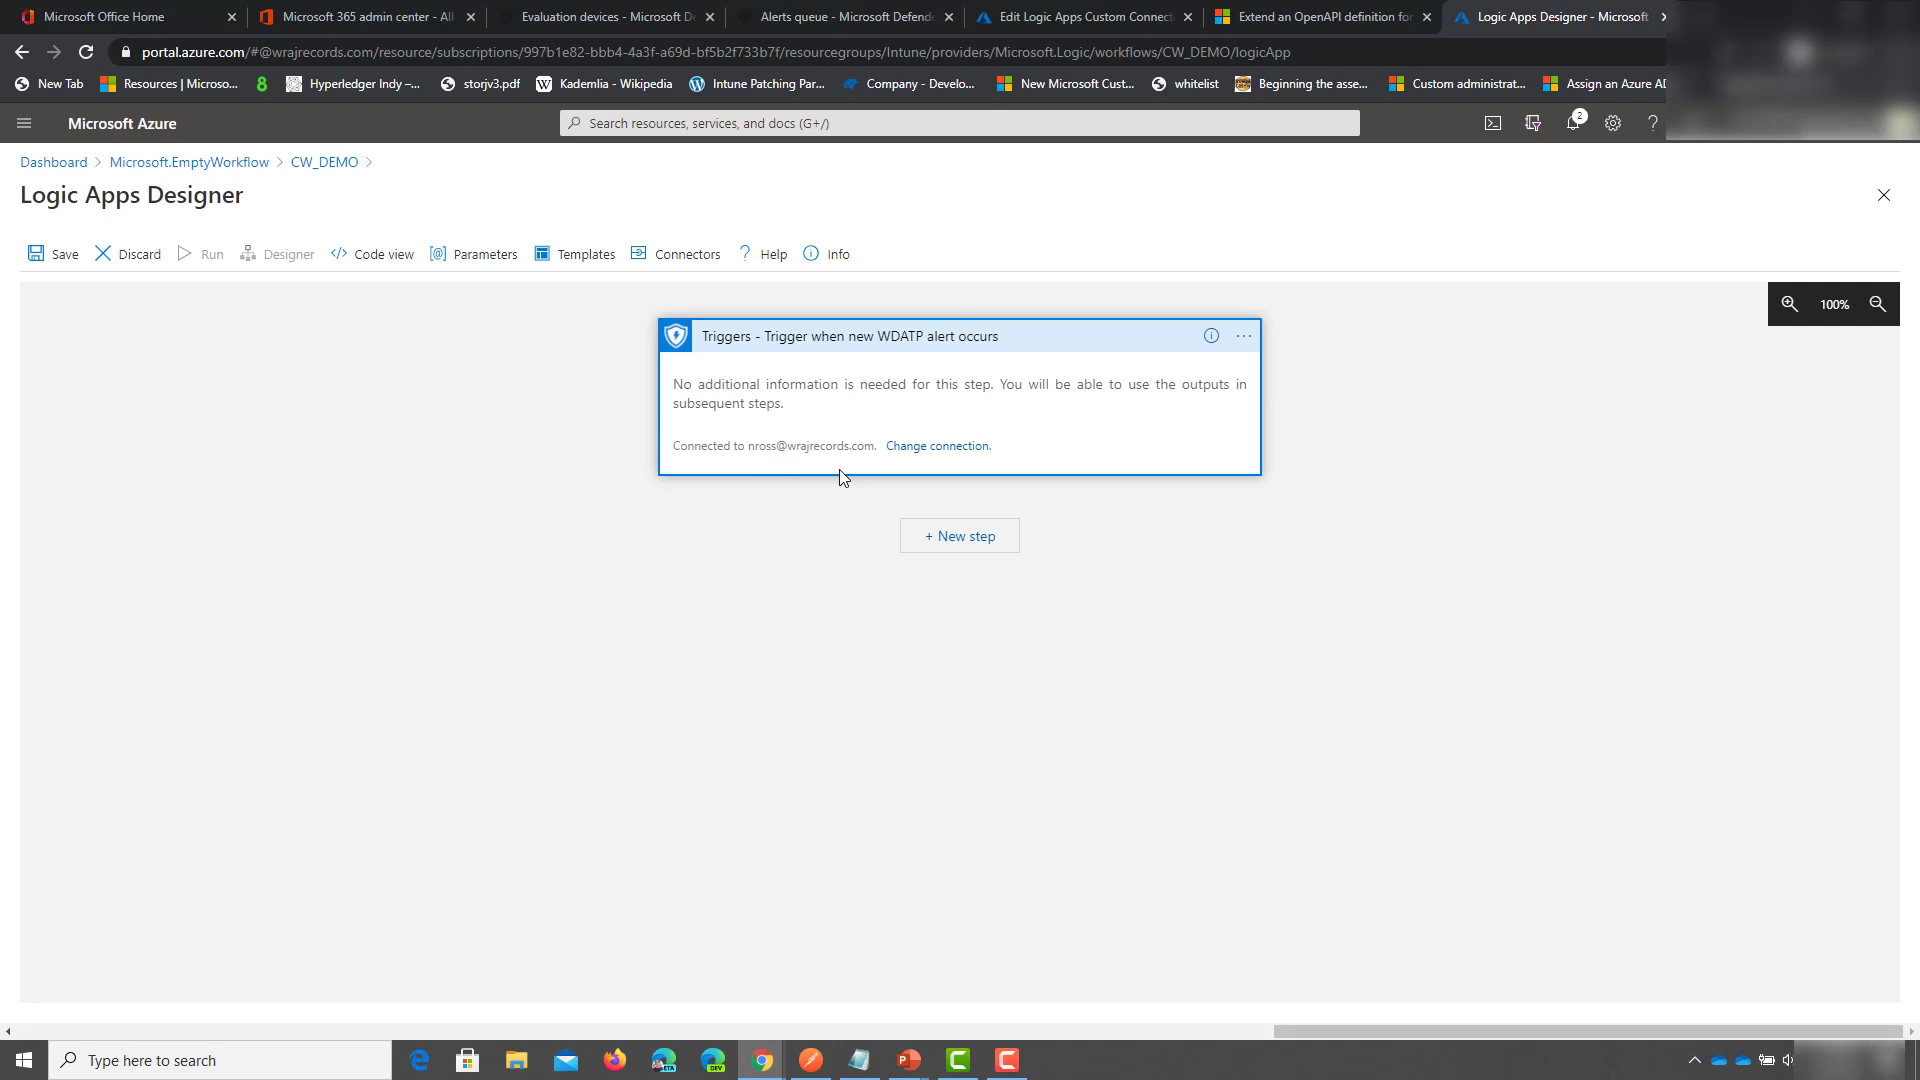 Microsoft Office Home
Microsoft 365 admin center - All
Evaluation devices - Microsoft De
Alerts queue - Microsoft Defende
Edit Logic Apps Custom Connect
Extend an OpenAPI definition for
Logic Apps Designer - Microsoft
portal.azure.com/#@wrajrecords.com/resource/subscriptions/997b1e82-bbb4-4a3f-a69d-bf5b2f733b7f/resourcegroups/Intune/providers/Microsoft.Logic/workflows/CW_DEMO/logicApp
New Tab
Resources | Microso...
8
Hyperledger Indy —...
storjv3.pdf
W Kademlia - Wikipedia
Intune Patching Par...
Company - Develo...
New Microsoft Cust...
whitelist
Beginning the asse...
Custom administrat...
Assign an Azure AD
Microsoft Azure
Search resources, services, and docs (G+/)
2
?
Dashboard > Microsoft.EmptyWorkflow > CW_DEMO >
Logic Apps Designer
Save
Discard
Run
Designer
</> Code view
[@] Parameters
Templates
Connectors
? Help
Info
100%
Triggers - Trigger when new WDATP alert occurs
No additional information is needed for this step. You will be able to use the outputs in
subsequent steps.
Connected to nross@wrajrecords.com. Change connection.
+ New step
Type here to search
BETA
DEV